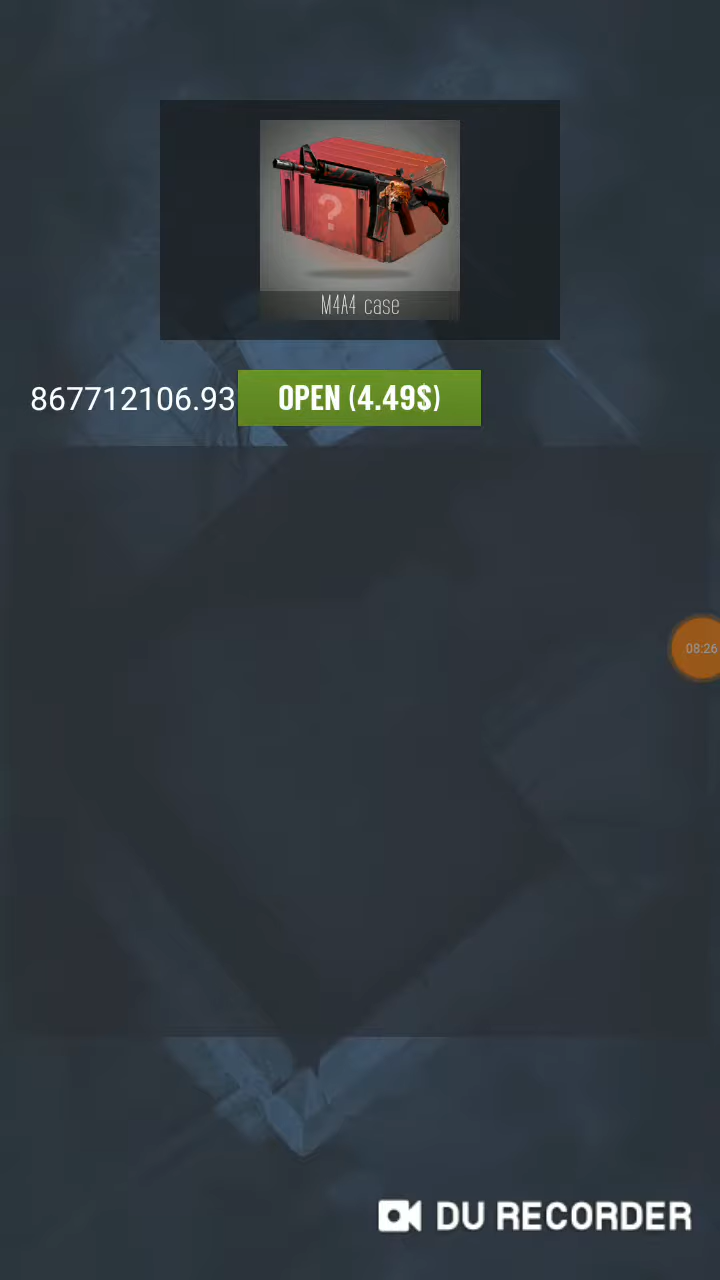 ?
M4A4 case
867712106.93
OPEN (4.49$)
08:26
DU RECORDER